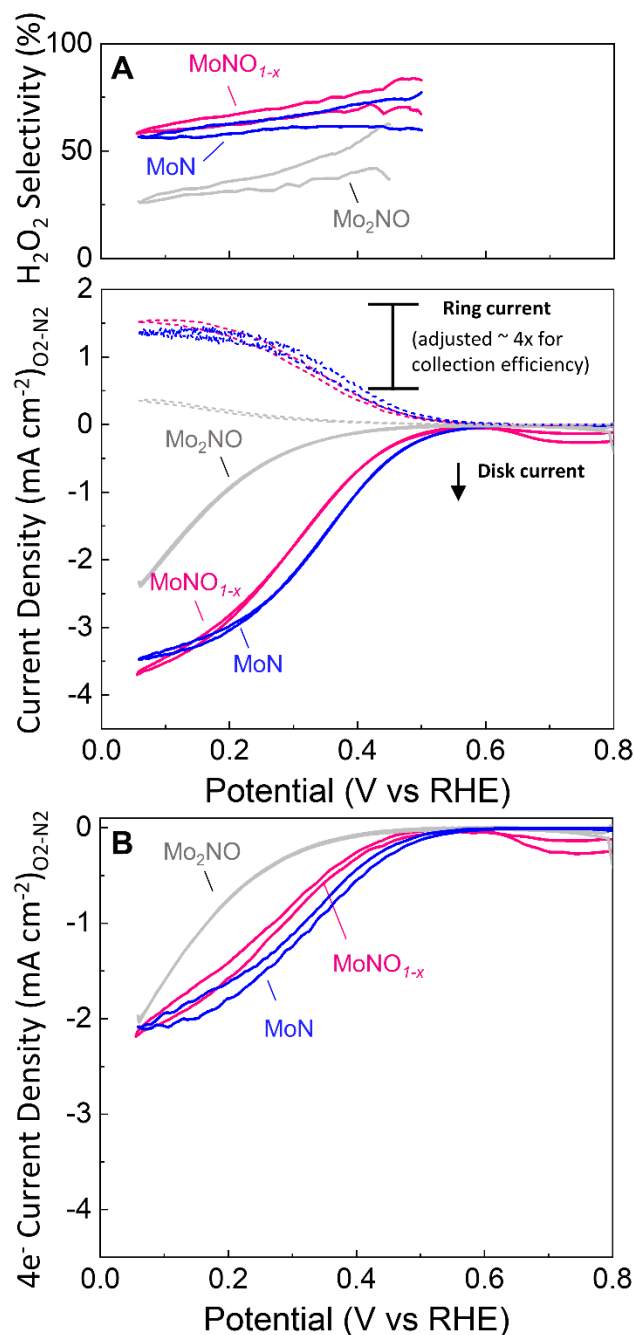 A
H₂O₂ Selectivity (%)
100
50
0
MoNO₁₋ₓ
MoN
Mo₂NO
Current Density (mA cm⁻²)O2-N2
2
1
0
-1
-2
-3
-4
Ring current
(adjusted ~ 4x for
collection efficiency)
Mo₂NO
Disk current
MoNO₁₋ₓ
MoN
0.0 0.2 0.4 0.6 0.8
Potential (V vs RHE)
B
4e⁻ Current Density (mA cm⁻²)O2-N2
0
-1
-2
-3
-4
Mo₂NO
MoNO₁₋ₓ
MoN
0.0 0.2 0.4 0.6 0.8
Potential (V vs RHE)